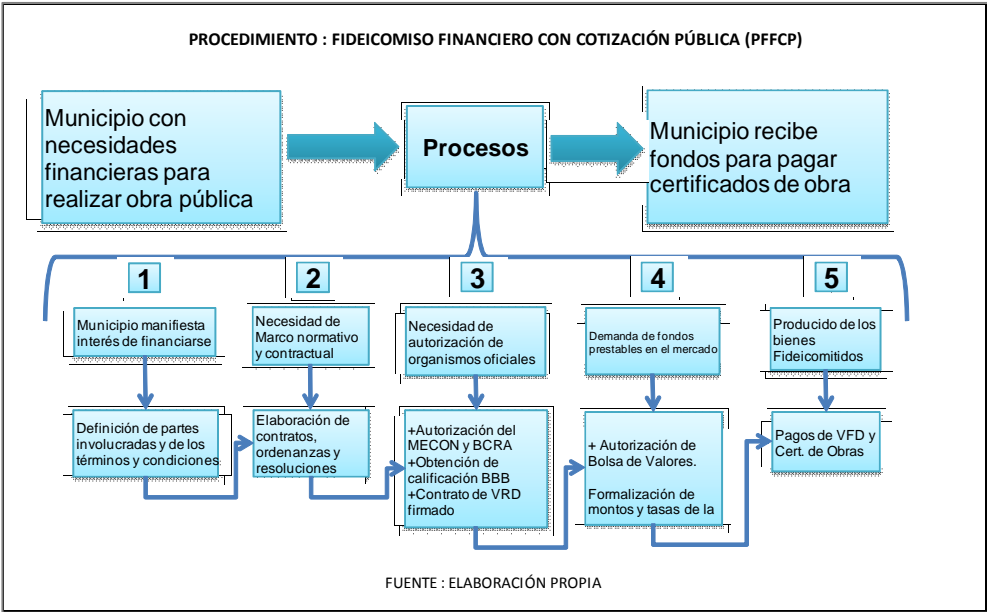 PROCEDIMIENTO : FIDEICOMISO FINANCIERO CON COTIZACIÓN PÚBLICA (PFFCP)
Municipio con
necesidades
financieras para
realizar obra pública
Procesos
Municipio recibe
fondos para pagar
certificados de obra
1
Municipio manifiesta
interés de financiarse
Definición de partes
involucradas y de los
términos y condiciones
2
Necesidad de
Marco normativo
y contractual
Elaboración de
contratos,
ordenanzas y
resoluciones
3
Necesidad de
autorización de
organismos oficiales
+Autorización del
MECON y BCRA
+Obtención de
calificación BBB
+Contrato de VRD
firmado
4
Demanda de fondos
prestables en el mercado
+ Autorización de
Bolsa de Valores.
Formalización de
montos y tasas de la
5
Producido de los
bienes
Fideicomitidos
Pagos de VFD y
Cert. de Obras
FUENTE : ELABORACIÓN PROPIA